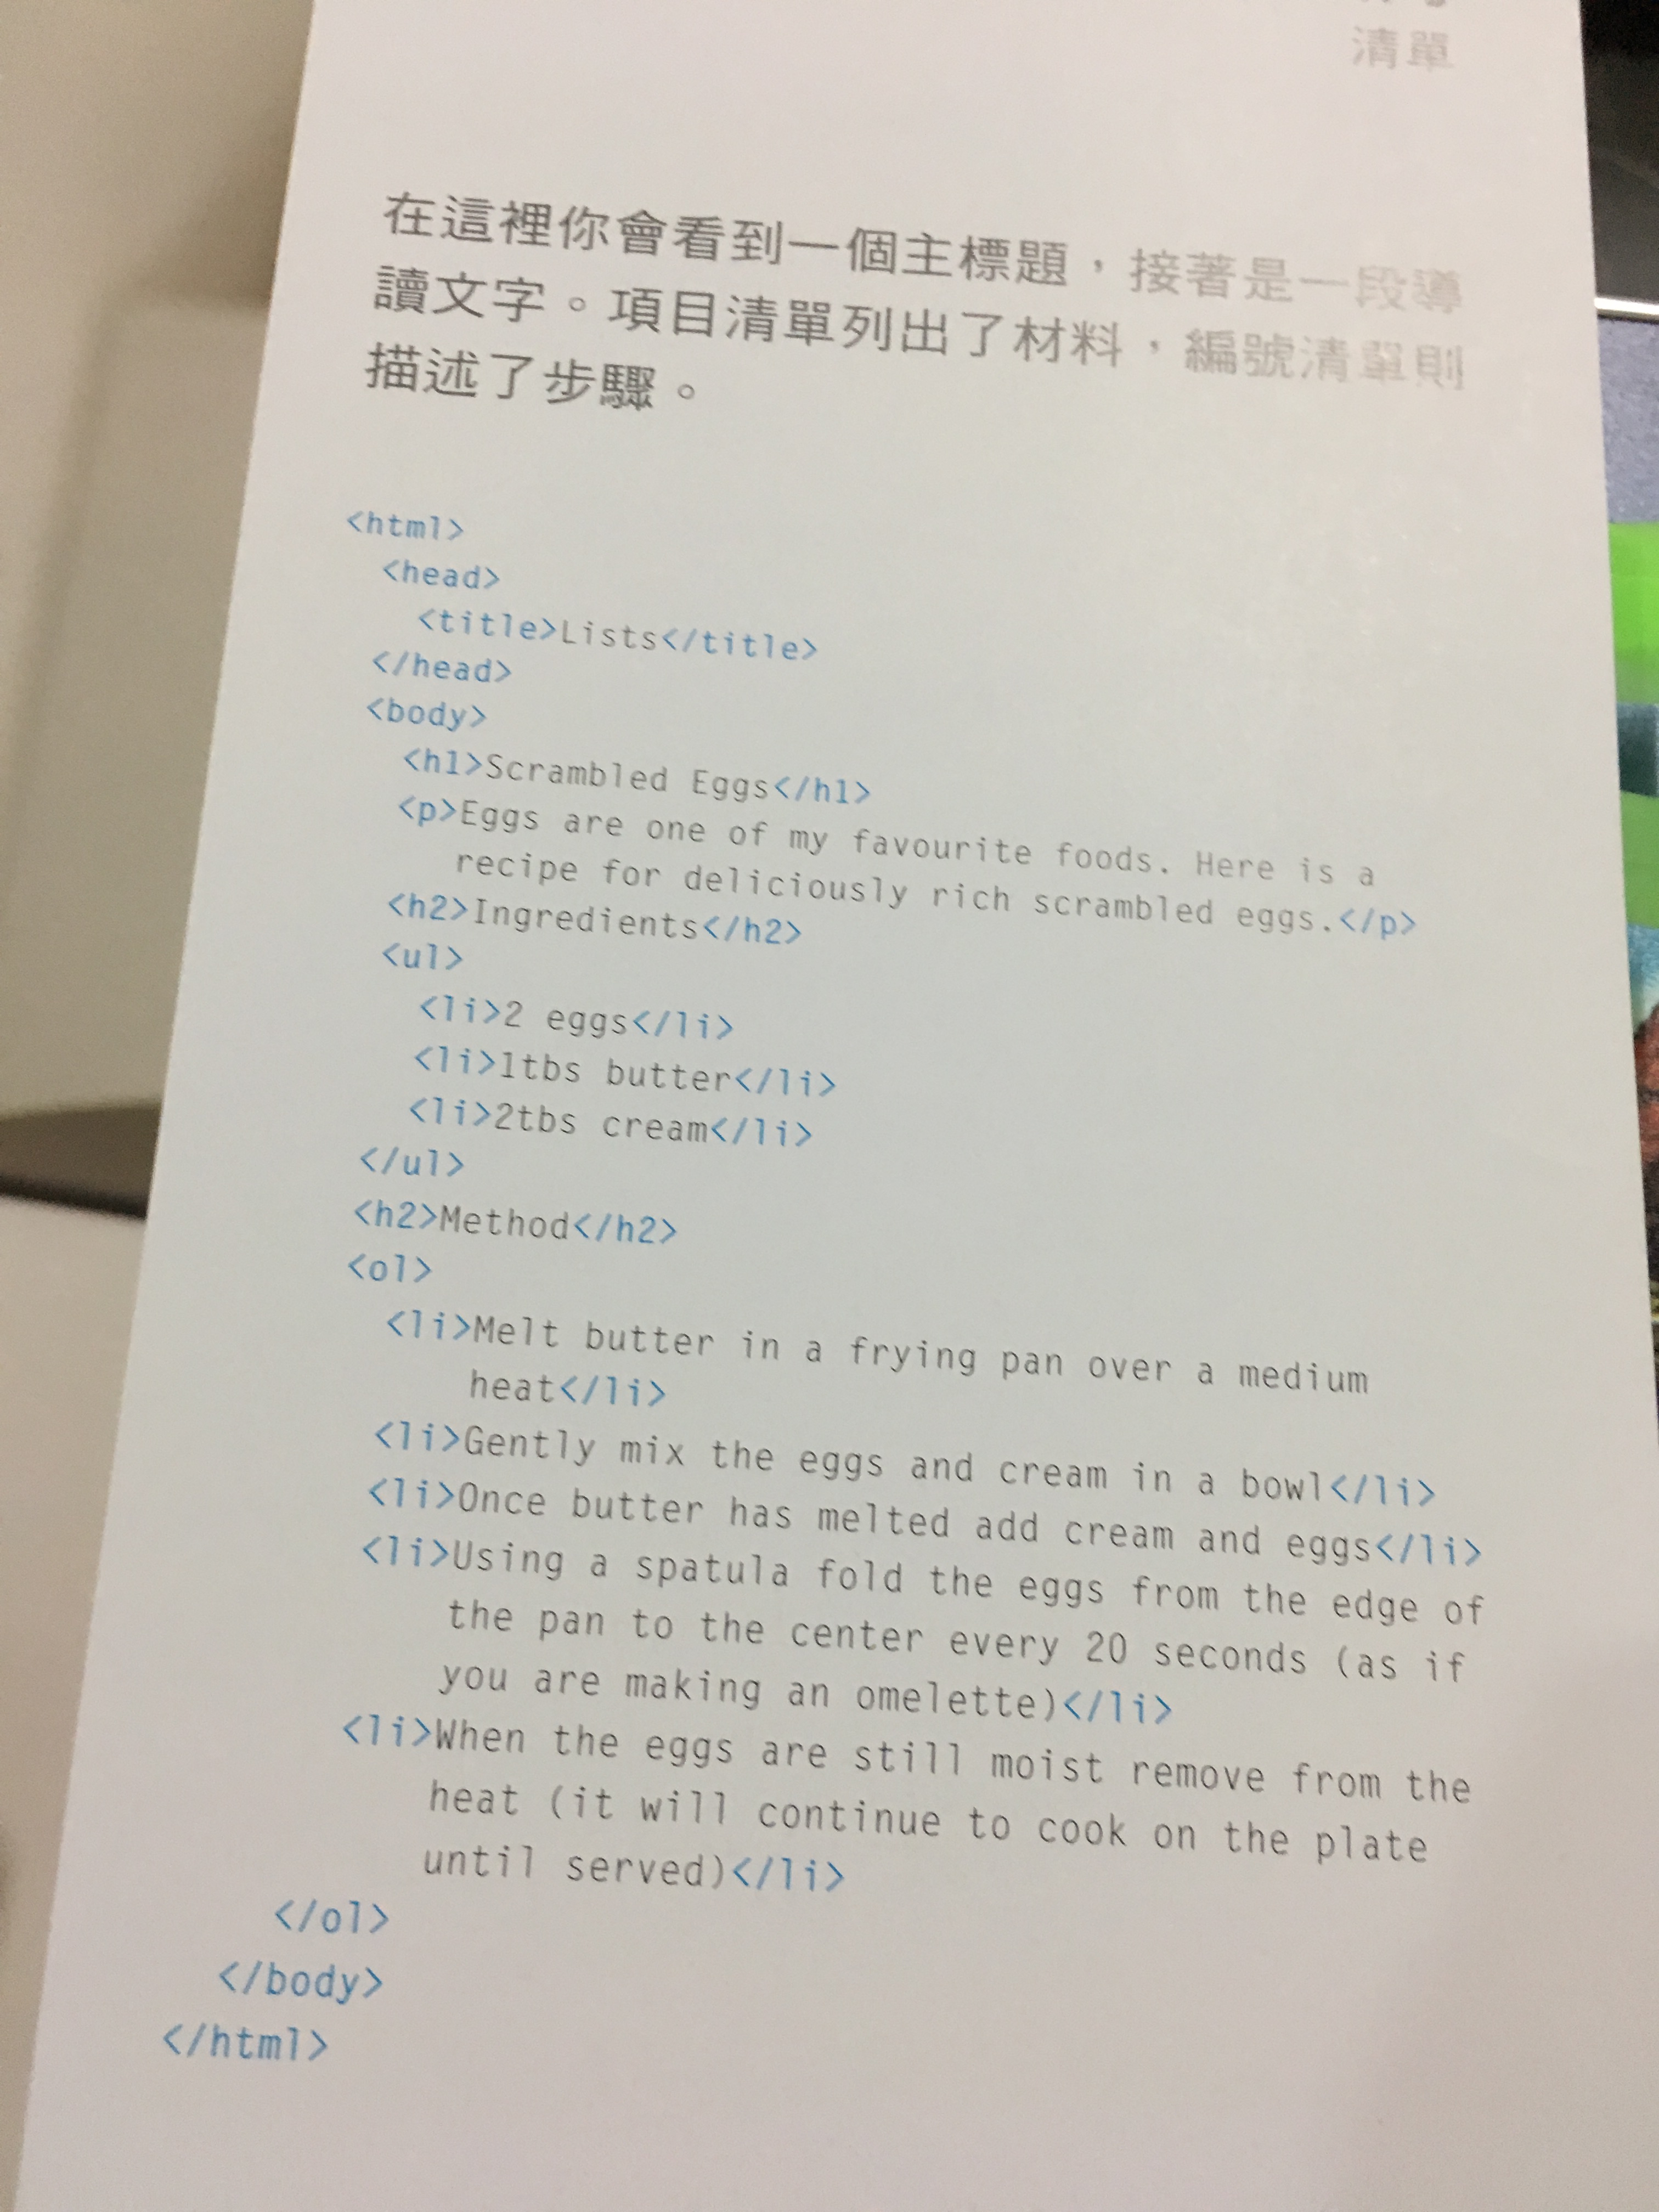 清單
在這裡你會看到一個主標題，接著是一段導
讀文字。項目清單列出了材料，編號清單則
描述了步驟。
<html>
<head>
<title>Lists</title>
</head>
<body>
<h1>Scrambled Eggs</h1>
<p>Eggs are one of my favourite foods. Here is a
recipe for deliciously rich scrambled eggs.</p>
<h2>Ingredients</h2>
<ul>
<li>2 eggs</li>
<li>1tbs butter</li>
<li>2tbs cream</li>
</ul>
<h2>Method</h2>
<ol>
<li>Melt butter in a frying pan over a medium
heat</li>
<li>Gently mix the eggs and cream in a bowl</li>
<li>Once butter has melted add cream and eggs</li>
<li>Using a spatula fold the eggs from the edge of
the pan to the center every 20 seconds (as if
you are making an omelette)</li>
<li>When the eggs are still moist remove from the
heat (it will continue to cook on the plate
until served)</li>
</ol>
</body>
</html>